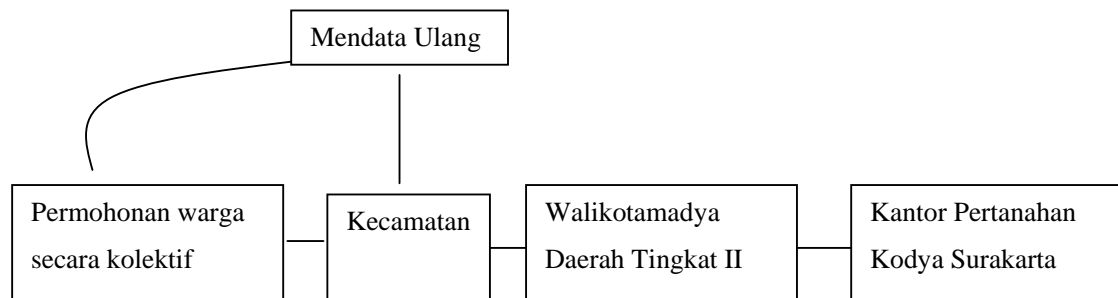 Mendata Ulang
Permohonan warga
secara kolektif
Kecamatan
Walikotamadya
Daerah Tingkat II
Kantor Pertanahan
Kodya Surakarta